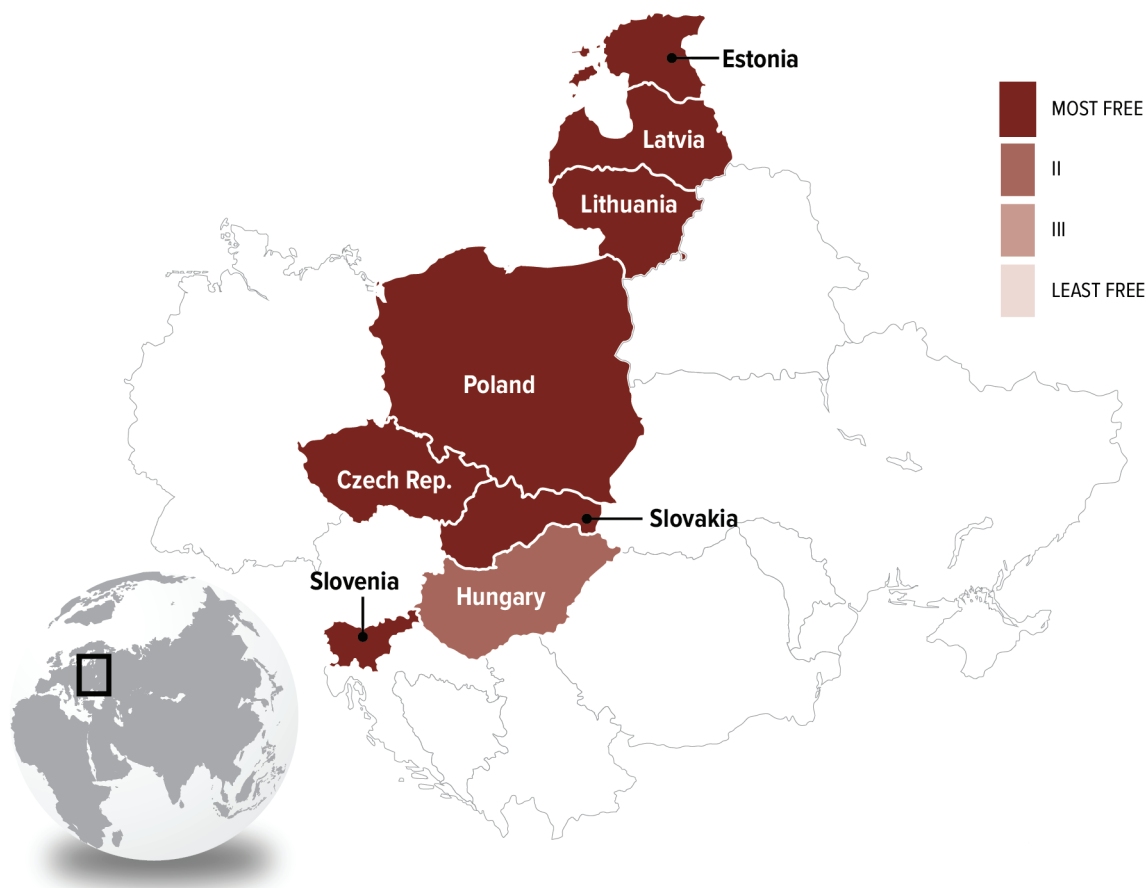 Estonia
MOST FREE
Latvia
II
Lithuania
III
LEAST FREE
Poland
Czech Rep.
Slovakia
Slovenia
Hungary